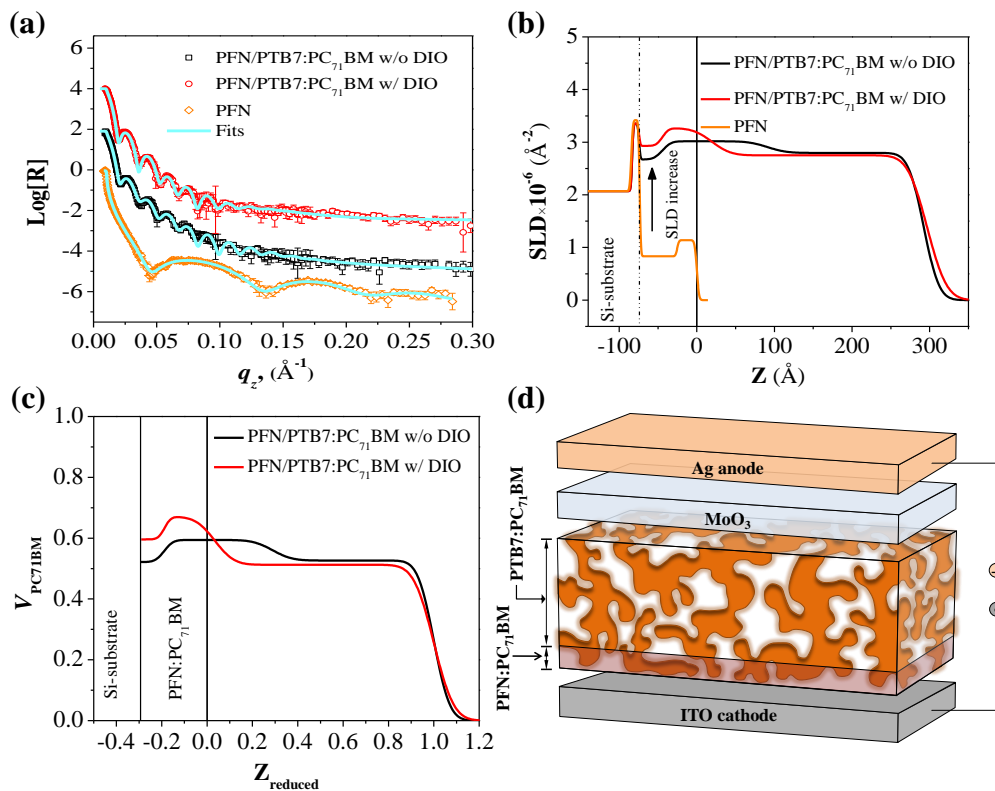 (a)
Log[R]
4
2
0
-2
-4
-6
0.00 0.05 0.10 0.15 0.20 0.25 0.30
q_z, (Å⁻¹)
PFN/PTB7:PC₇₁BM w/o DIO
PFN/PTB7:PC₇₁BM w/ DIO
PFN
Fits
(b)
SLD×10⁻⁶ (Å⁻²)
5
4
3
2
1
0
-100 0 100 200 300
Z (Å)
PFN/PTB7:PC₇₁BM w/o DIO
PFN/PTB7:PC₇₁BM w/ DIO
PFN
Si-substrate
SLD increase
(c)
V_PC71BM
1.0
0.8
0.6
0.4
0.2
0.0
-0.4 -0.2 0.0 0.2 0.4 0.6 0.8 1.0 1.2
Z_reduced
PFN/PTB7:PC₇₁BM w/o DIO
PFN/PTB7:PC₇₁BM w/ DIO
Si-substrate
PFN:PC₇₁BM
(d)
Ag anode
MoO₃
PTB7:PC₇₁BM
PFN:PC₇₁BM
ITO cathode